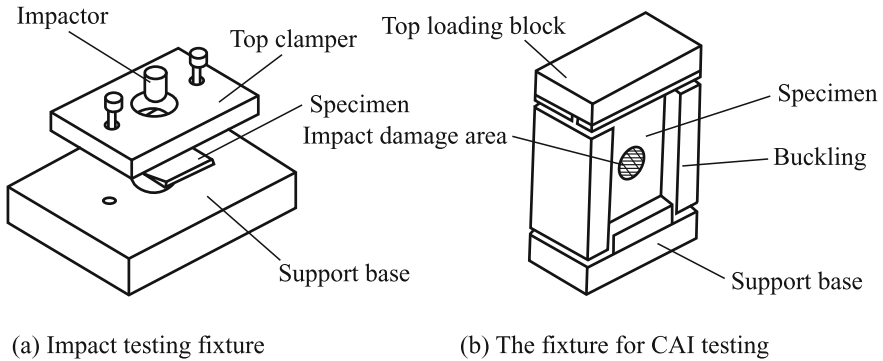 Impactor
Top clamper
Specimen
Support base
(a) Impact testing fixture
Top loading block
Specimen
Impact damage area
Buckling
Support base
(b) The fixture for CAI testing